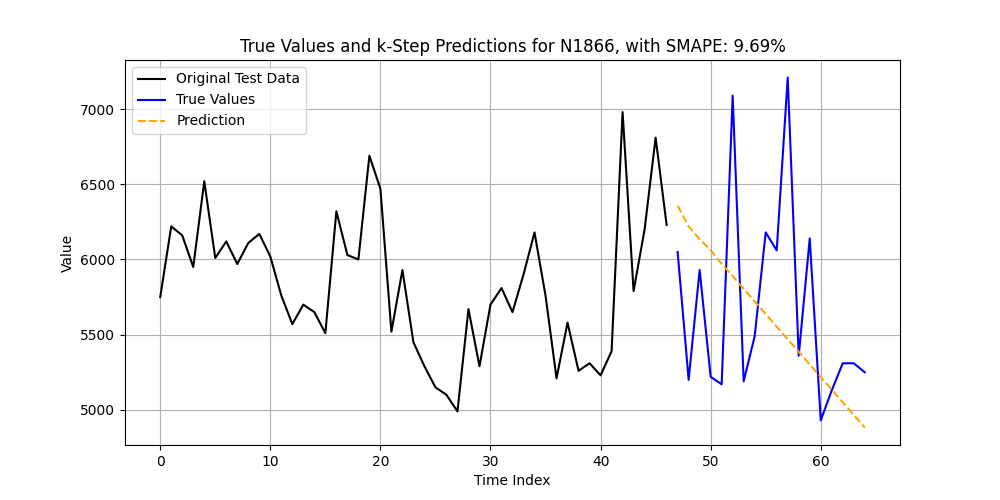 True Values and k-Step Predictions for N1866, with SMAPE: 9.69%
Original Test Data
True Values
Prediction
7000
6500
6000
5500
5000
Value
0 10 20 30 40 50 60
Time Index